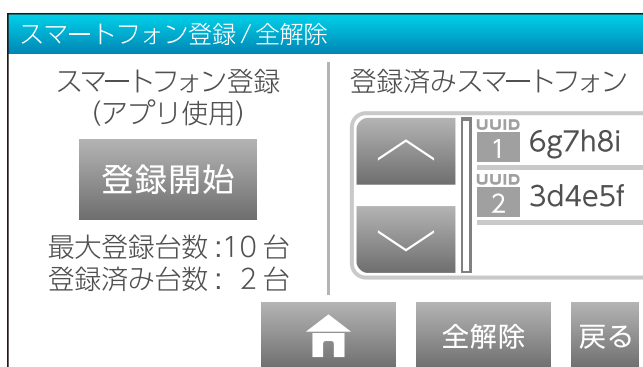 スマートフォン登録/全解除
スマートフォン登録
(アプリ使用)
登録開始
最大登録台数:10台
登録済み台数: 2台
登録済みスマートフォン
UUID
1 6g7h8i
UUID
2 3d4e5f
全解除
戻る